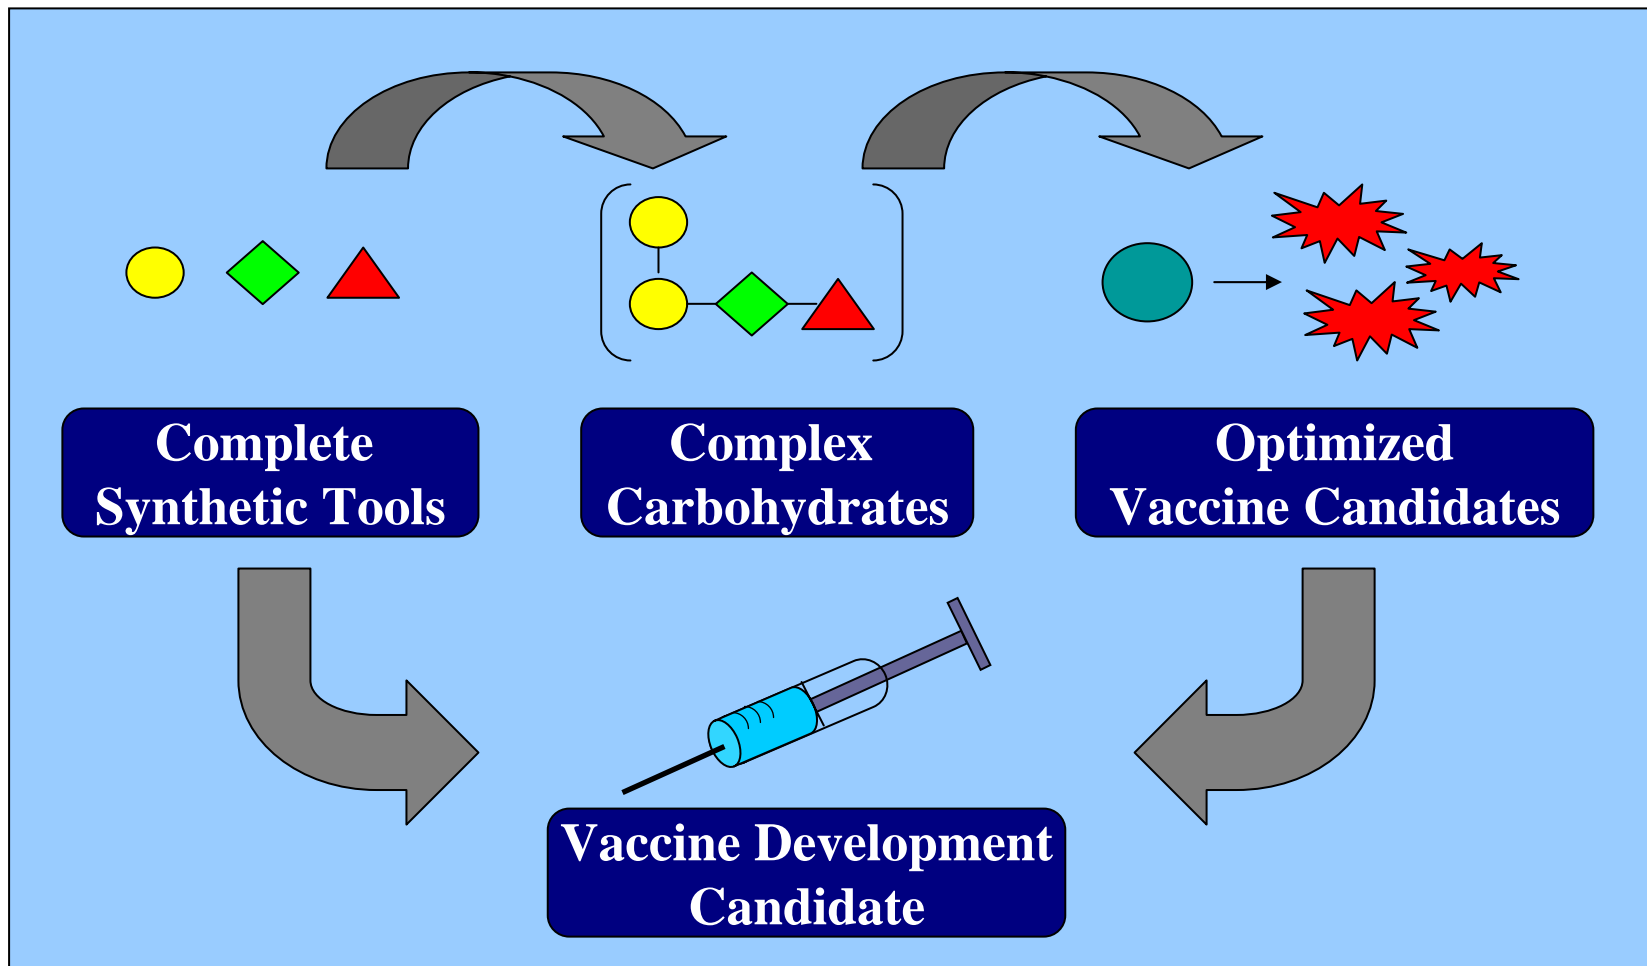 Complete
Synthetic Tools
Complex
Carbohydrates
Optimized
Vaccine Candidates
Vaccine Development
Candidate